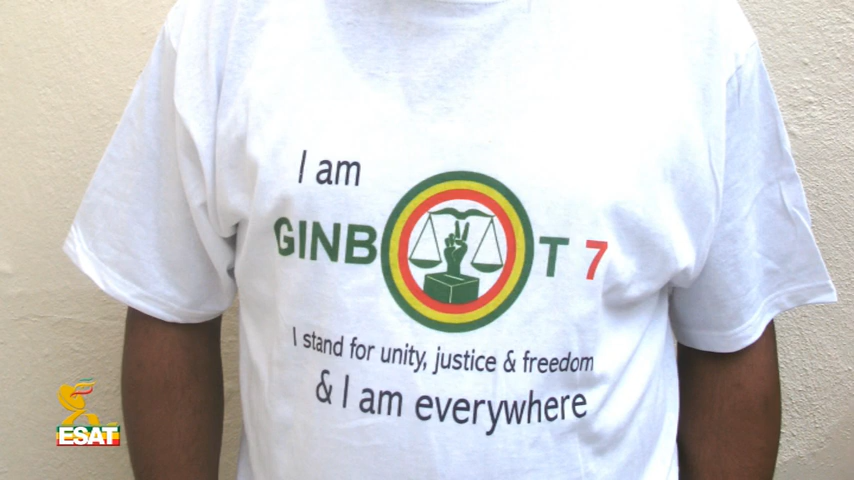 I am
GINBOT 7
I stand for unity, justice & freedom
& I am everywhere
ESAT